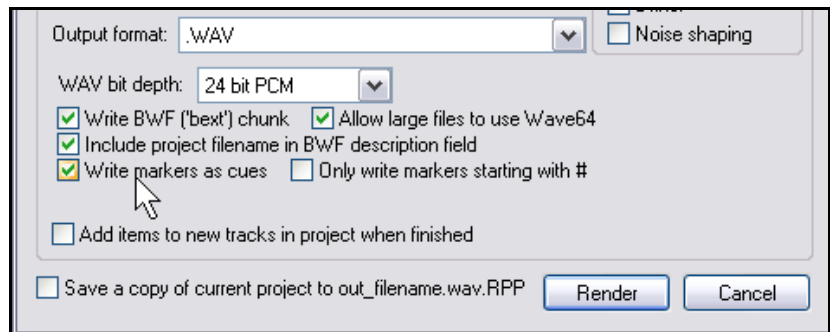 Output format: .WAV
Noise shaping
WAV bit depth: 24 bit PCM
Write BWF ('bext') chunk Allow large files to use Wave64
Include project filename in BWF description field
Write markers as cues Only write markers starting with #
Add items to new tracks in project when finished
Save a copy of current project to out_filename.wav.RPP Render Cancel